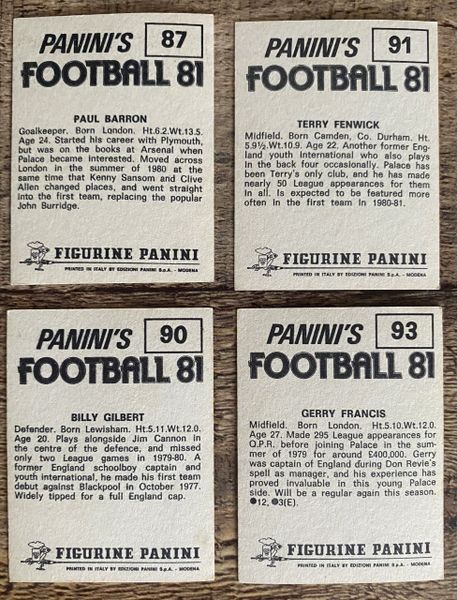 PANINI'S 87
FOOTBALL 81
PAUL BARRON
Goalkeeper. Born London. Ht.6.2.Wt.13.5.
Age 24. Started his career with Plymouth,
but was on the books at Arsenal when
Palace became interested. Moved across
London in the summer of 1980 at the
same time that Kenny Sansom and Clive
Allen changed places, and went straight
into the first team, replacing the popular
John Burridge.
FIGURINE PANINI
PRINTED IN ITALY BY EDIZIONI PANINI S.p.A. - MODENA
PANINI'S 91
FOOTBALL 81
TERRY FENWICK
Midfield. Born Camden, Co. Durham. Ht.
5.9½.Wt.10.9. Age 22. Another former Eng-
land youth International who also plays
in the back four occasionally. Palace has
been Terry's only club, and he has made
nearly 50 League appearances for them
in all. Is expected to be featured more
often in the first team In 1980-81.
FIGURINE PANINI
PRINTED IN ITALY BY EDIZIONI PANINI S.p.A. - MODENA
PANINI'S 90
FOOTBALL 81
BILLY GILBERT
Defender. Born Lewisham. Ht.5.11.Wt.12.0.
Age 20. Plays alongside Jim Cannon in
the centre of the defence, and missed
only two League games in 1979-80. A
former England schoolboy captain and
youth international, he made his first team
debut against Blackpool in October 1977.
Widely tipped for a full England cap.
FIGURINE PANINI
PRINTED IN ITALY BY EDIZIONI PANINI S.p.A. - MODENA
PANINI'S 93
FOOTBALL 81
GERRY FRANCIS
Midfield. Born London. Ht.5.10.Wt.12.0.
Age 27. Made 295 League appearances for
Q.P.R. before joining Palace in the sum-
mer of 1979 for around £400,000. Gerry
was captain of England during Don Revie's
spell as manager, and his experience has
proved invaluable in this young Palace
side. Will be a regular again this season.
●12, ●3(E).
FIGURINE PANINI
PRINTED IN ITALY BY EDIZIONI PANINI S.p.A. - MODENA